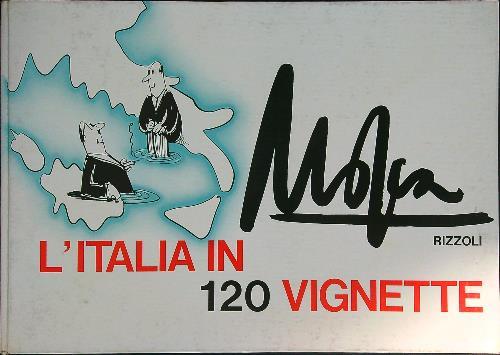 Mosca
RIZZOLI
L'ITALIA IN
120 VIGNETTE